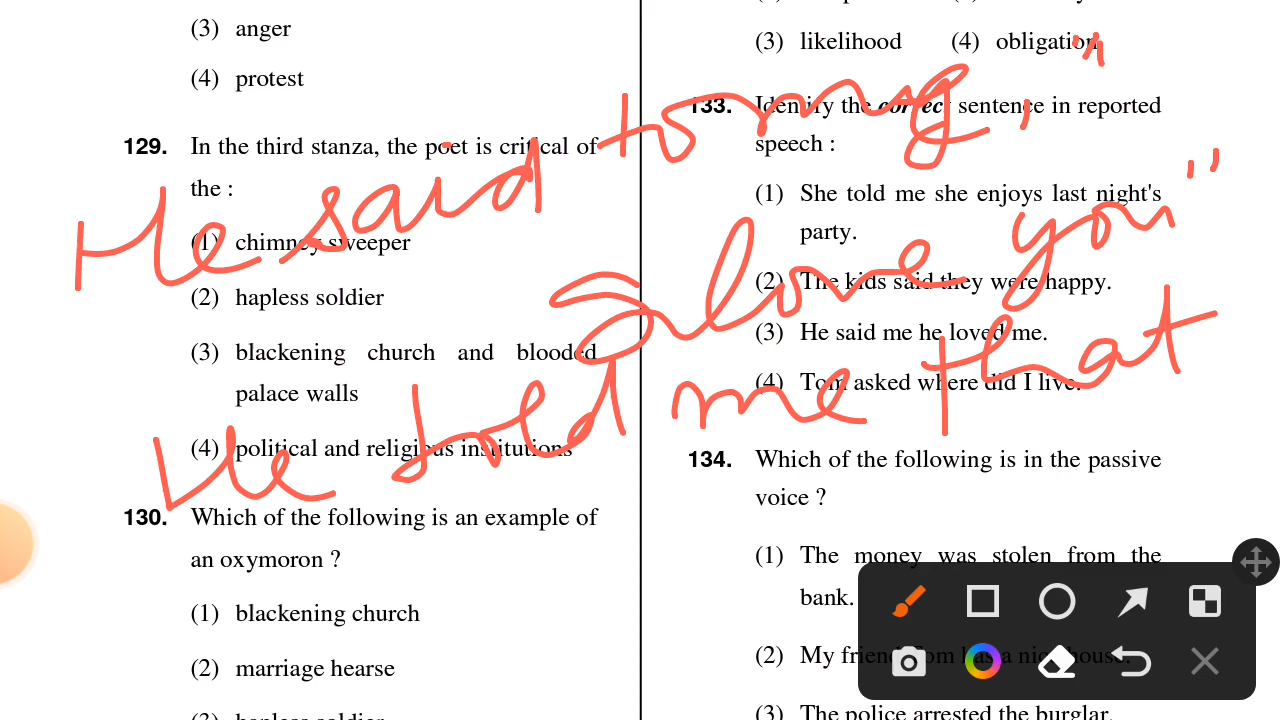 (3) anger
(4) protest
129. In the third stanza, the poet is critical of
the :
(1) chimney sweeper
(2) hapless soldier
(3) blackening church and blooded
palace walls
(4) political and religious institutions
130. Which of the following is an example of
an oxymoron ?
(1) blackening church
(2) marriage hearse
(3) hapless soldier
(3) likelihood (4) obligation
133. Identify the correct sentence in reported
speech :
(1) She told me she enjoys last night's
party.
(2) The kids said they were happy.
(3) He said me he loved me.
(4) Tom asked where did I live.
134. Which of the following is in the passive
voice ?
(1) The money was stolen from the
bank.
(2) My friend Tom has a nice house.
(3) The police arrested the burglar.
He said to me, "
I love you"
He told me that